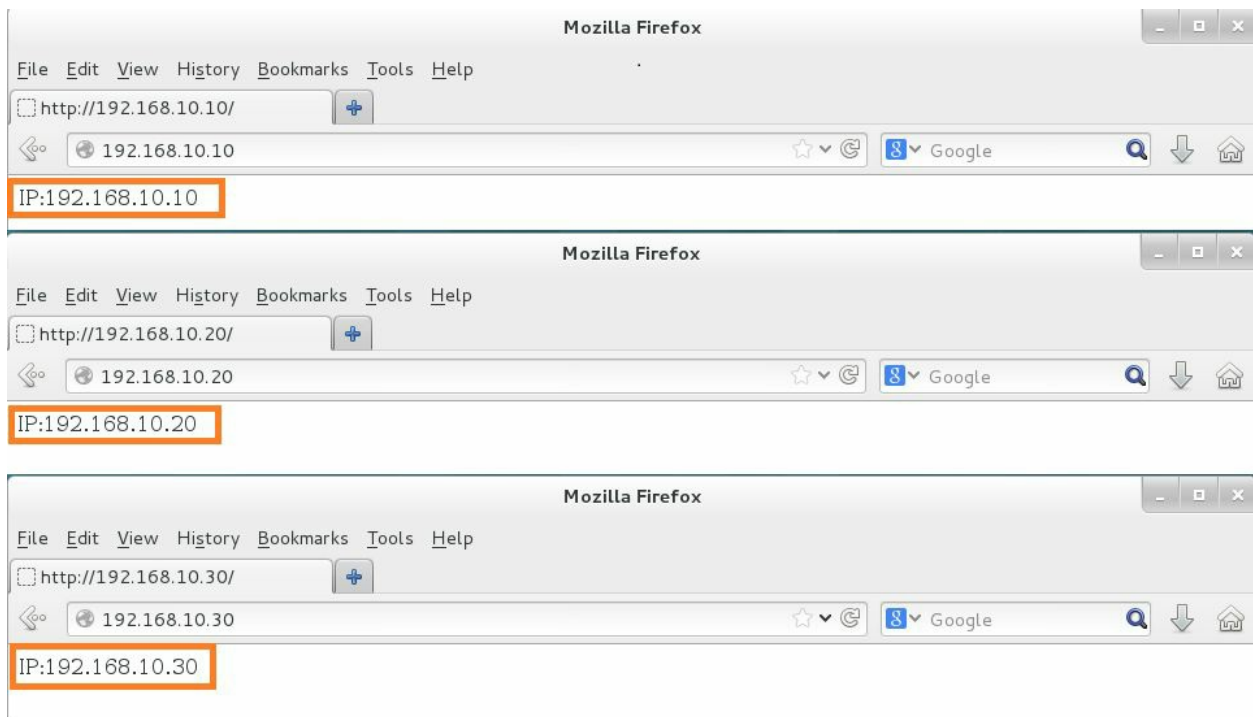 Mozilla Firefox
File Edit View History Bookmarks Tools Help
http://192.168.10.10/
192.168.10.10 8 Google
IP:192.168.10.10
Mozilla Firefox
File Edit View History Bookmarks Tools Help
http://192.168.10.20/
192.168.10.20 8 Google
IP:192.168.10.20
Mozilla Firefox
File Edit View History Bookmarks Tools Help
http://192.168.10.30/
192.168.10.30 8 Google
IP:192.168.10.30